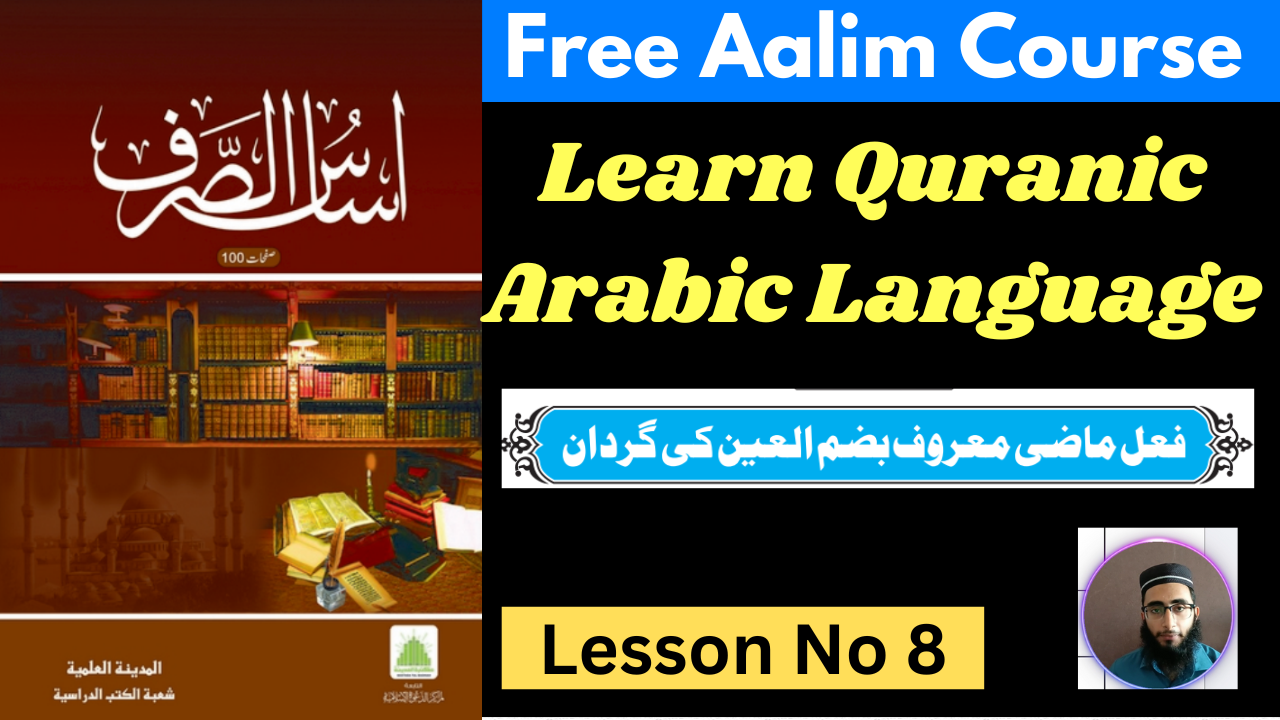 اساس الصرف
صفحات 100
المدينة العلمية
شعبة الكتب الدراسية
Free Aalim Course
Learn Quranic
Arabic Language
فعل ماضی معروف بضم العین کی گردان
Lesson No 8